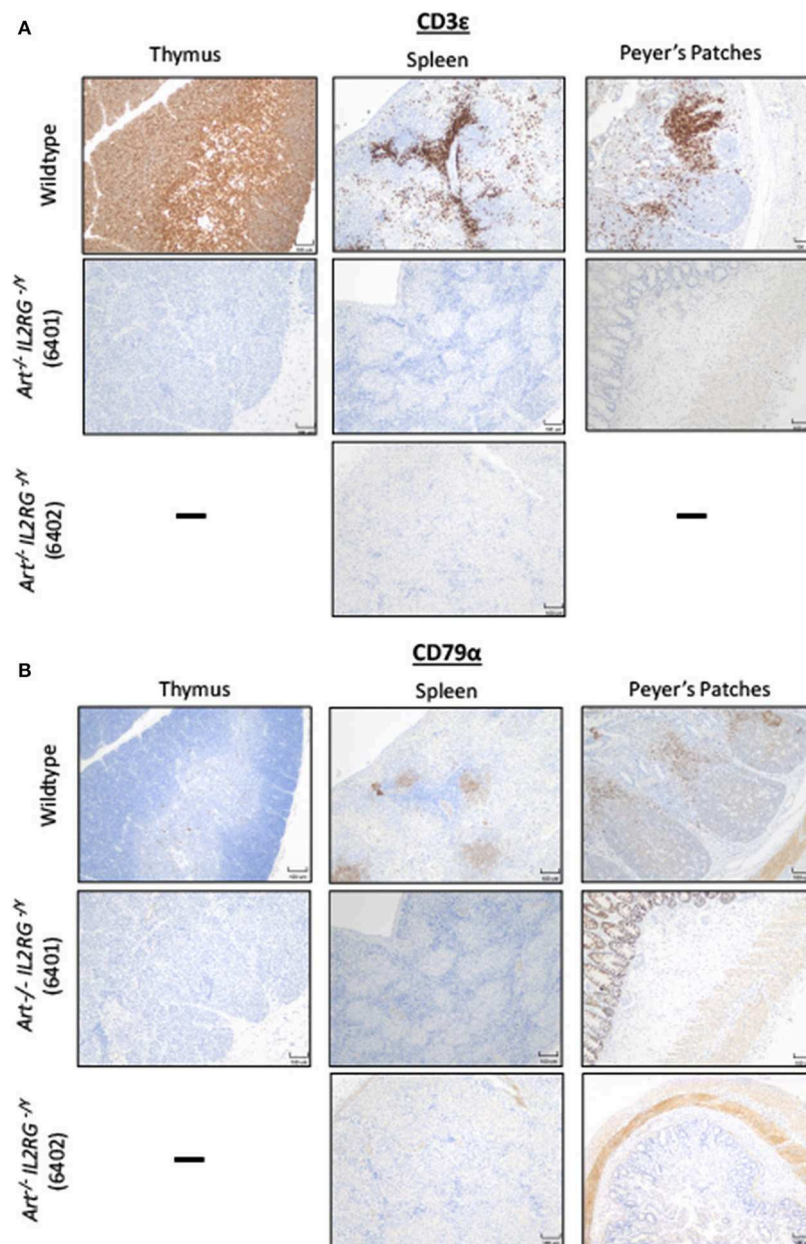 A
CD3ε
Thymus
Spleen
Peyer's Patches
Wildtype
Art-/- IL2RG-/Y
(6401)
Art-/- IL2RG-/Y
(6402)
B
CD79α
Thymus
Spleen
Peyer's Patches
Wildtype
Art-/- IL2RG-/Y
(6401)
Art-/- IL2RG-/Y
(6402)